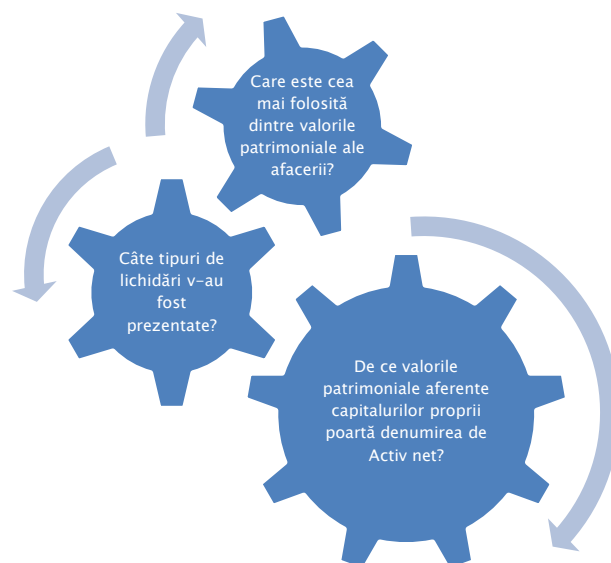 Care este cea
mai folosită
dintre valorile
patrimoniale ale
afacerii?
Câte tipuri de
lichidări v-au
fost
prezentate?
De ce valorile
patrimoniale aferente
capitalurilor proprii
poartă denumirea de
Activ net?